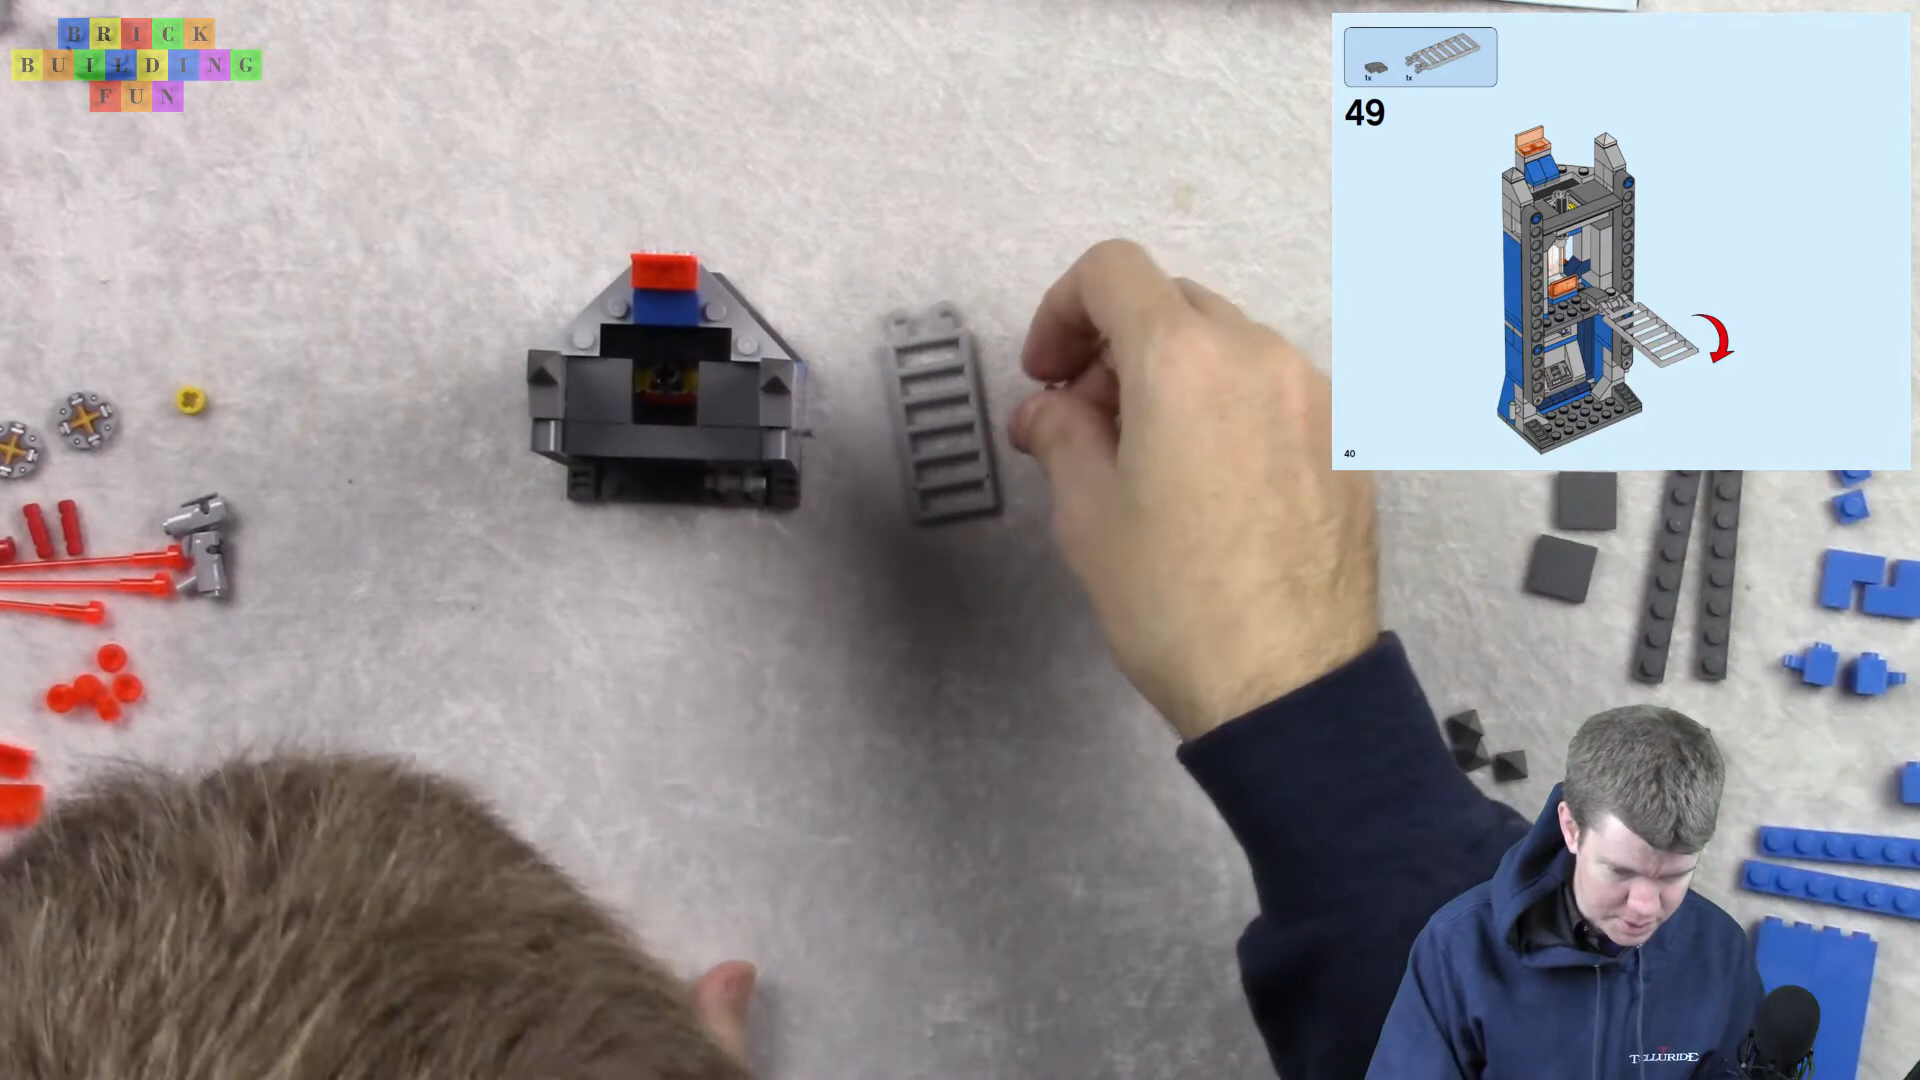 BRICK
BUILDING
FUN
1x 1x
49
40
TELLURIDE